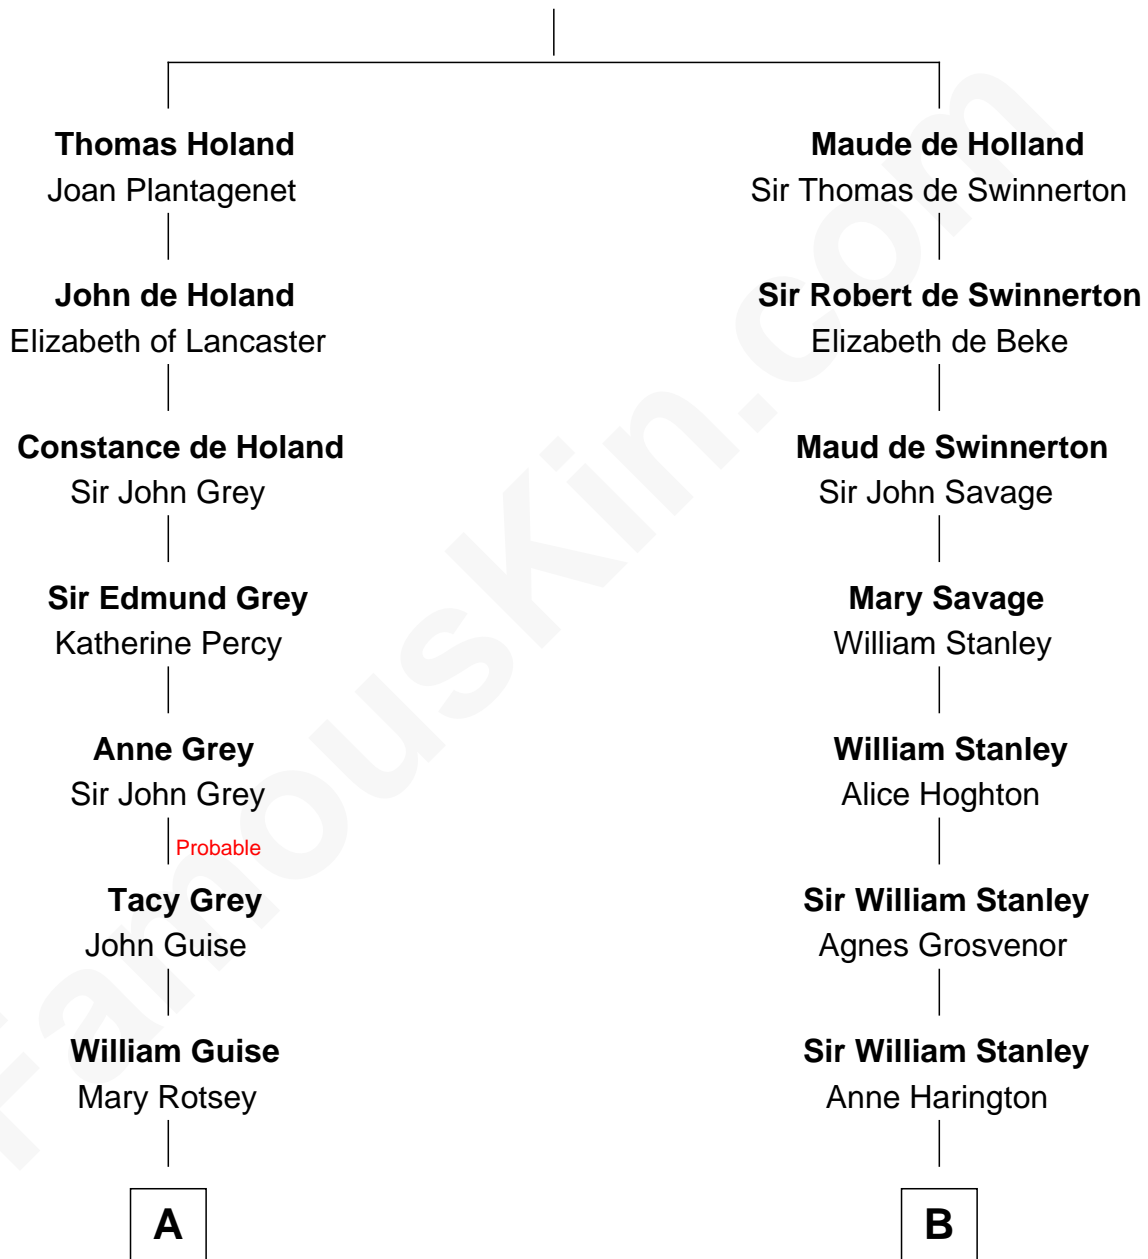 Thomas Holand
Joan Plantagenet
John de Holand
Elizabeth of Lancaster
Constance de Holand
Sir John Grey
Sir Edmund Grey
Katherine Percy
Anne Grey
Sir John Grey
Probable
Tacy Grey
John Guise
William Guise
Mary Rotsey
A
Maude de Holland
Sir Thomas de Swinnerton
Sir Robert de Swinnerton
Elizabeth de Beke
Maud de Swinnerton
Sir John Savage
Mary Savage
William Stanley
William Stanley
Alice Hoghton
Sir William Stanley
Agnes Grosvenor
Sir William Stanley
Anne Harington
B
FamousKin.com